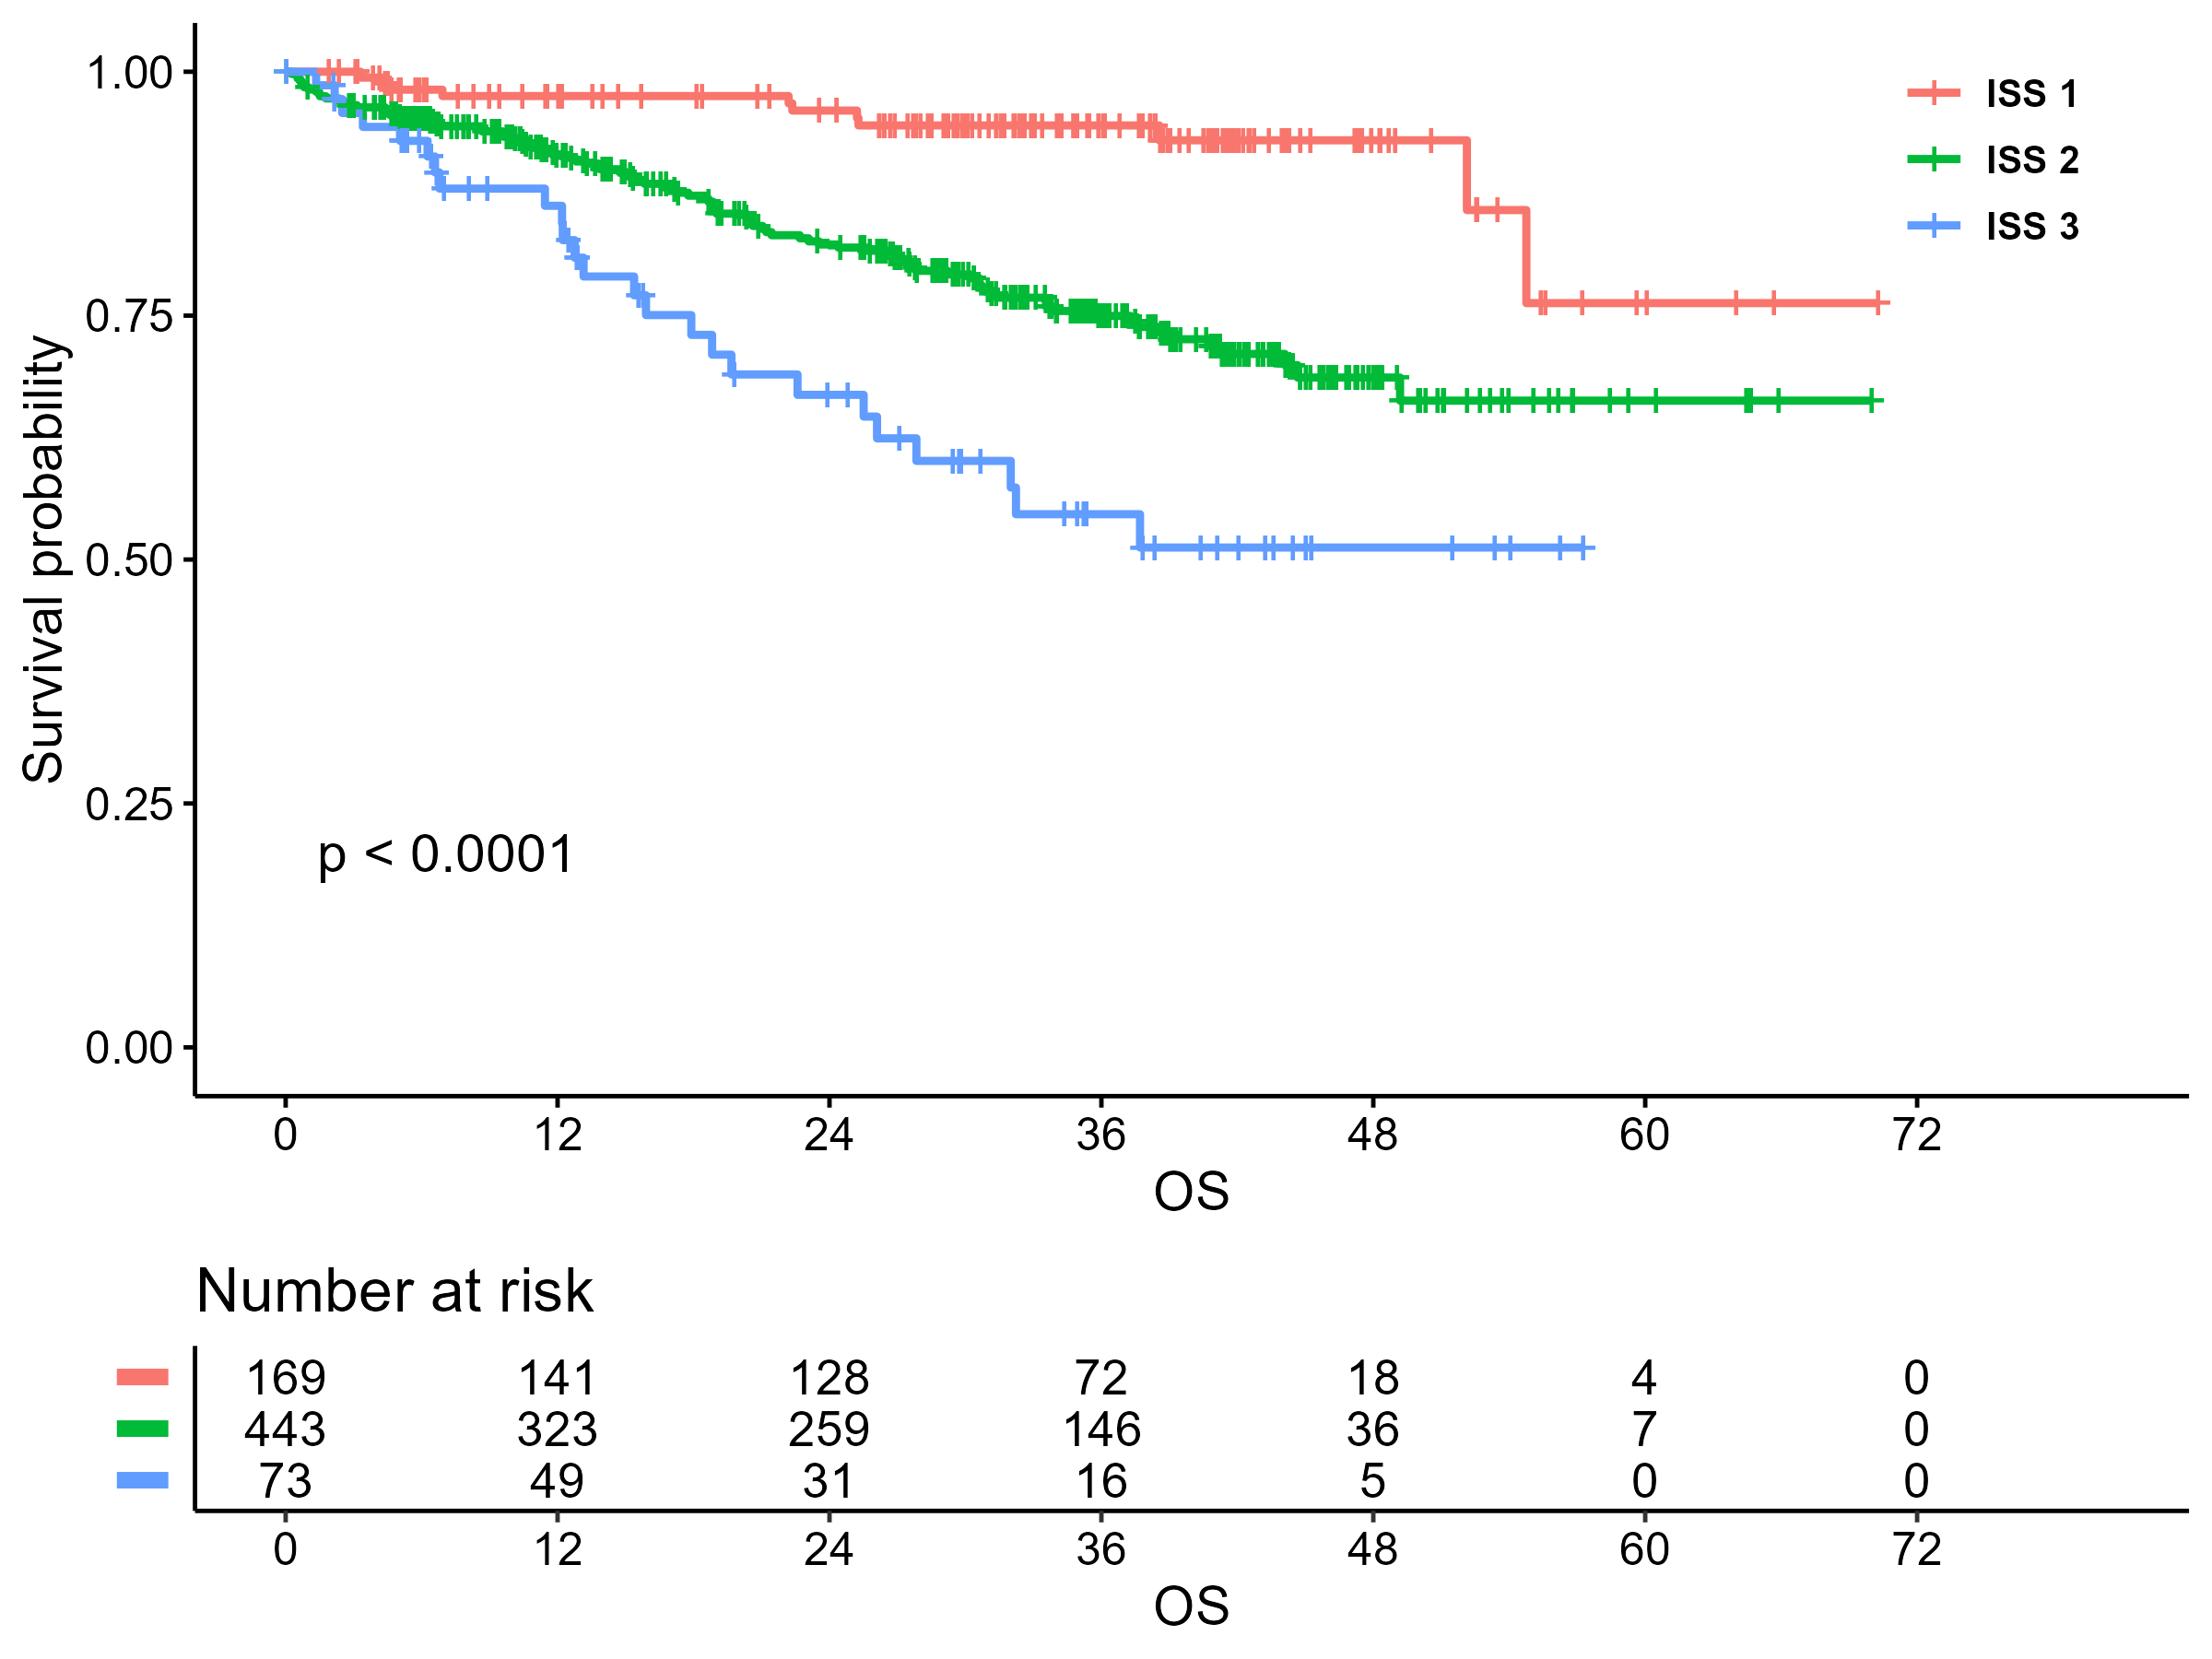 1.00
0.75
0.50
0.25
0.00
Survival probability
ISS 1
ISS 2
ISS 3
p < 0.0001
0 12 24 36 48 60 72
OS
Number at risk
169 141 128 72 18 4 0
443 323 259 146 36 7 0
73 49 31 16 5 0 0
0 12 24 36 48 60 72
OS